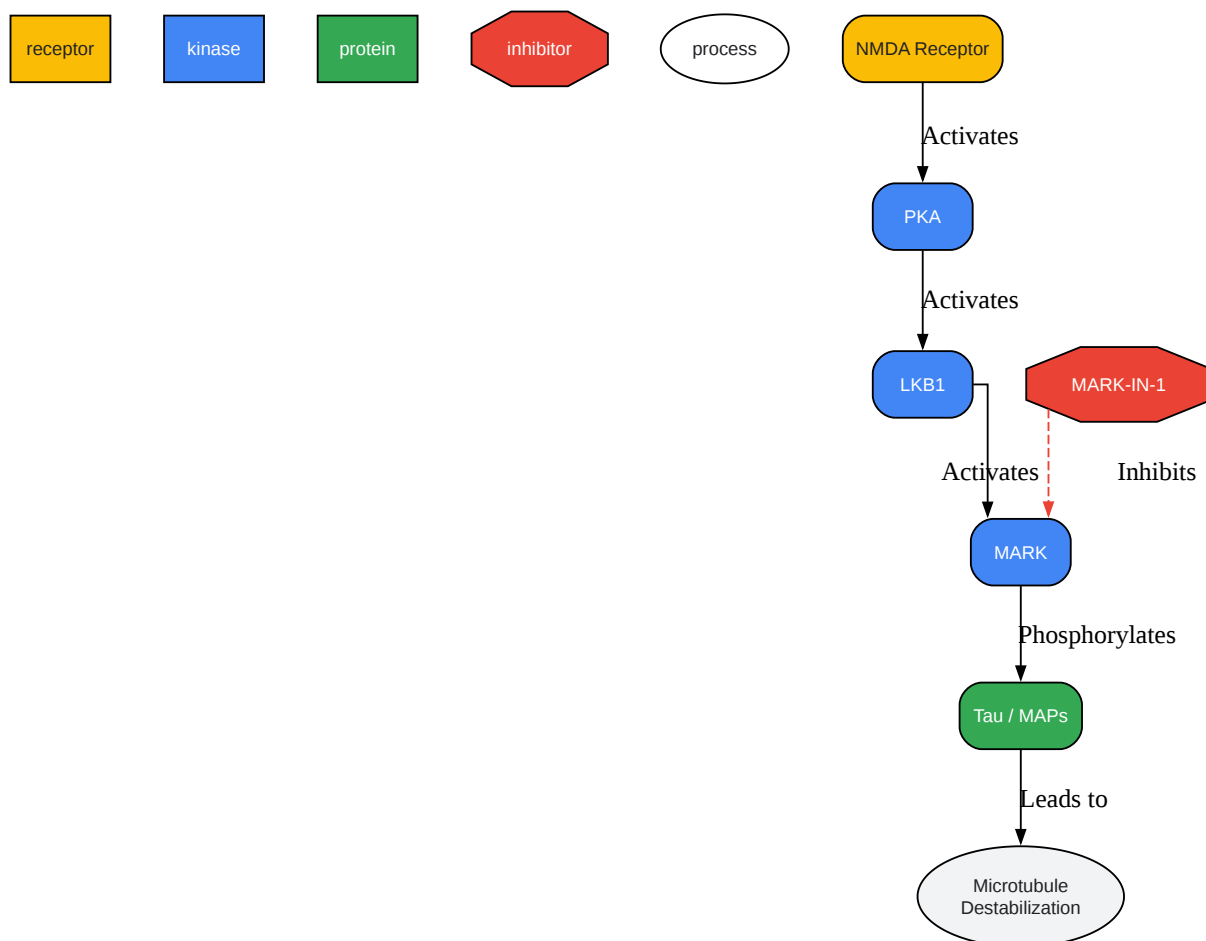 receptor
kinase
protein
inhibitor
process
NMDA Receptor
Activates
PKA
Activates
LKB1
MARK-IN-1
Activates
Inhibits
MARK
Phosphorylates
Tau / MAPs
Leads to
Microtubule
Destabilization